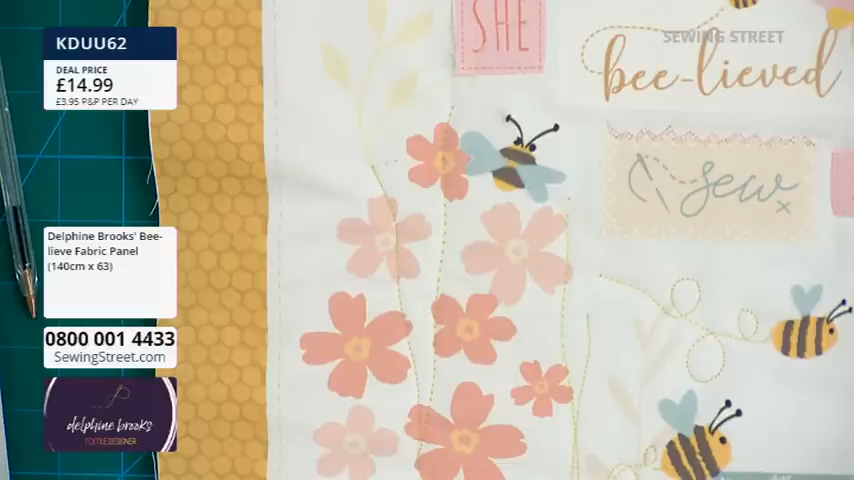 KDUU62
DEAL PRICE
£14.99
£3.95 P&P PER DAY
Delphine Brooks' Bee-
lieve Fabric Panel
(140cm x 63)
0800 001 4433
SewingStreet.com
delphine brooks
TEXTILE DESIGNER
SHE
SEWING STREET
bee-lieved
sew
x